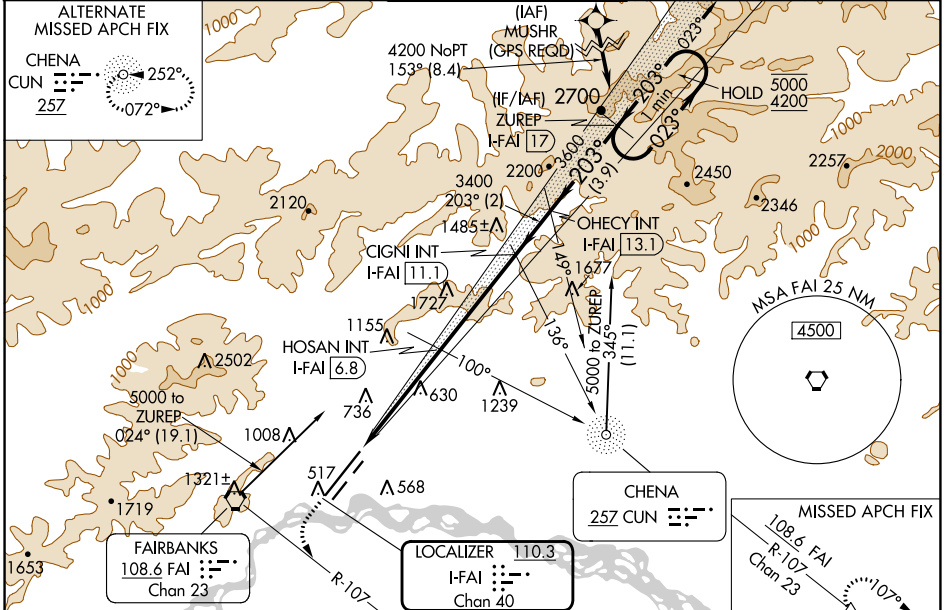 ALTERNATE
MISSED APCH FIX
CHENA
CUN
257
252°
072°
1000
(IAF)
MUSHR
(GPS REQD)
4200 NoPT
153° (8.4)
023°
2700
(IF/IAF)
ZUREP
I-FAI 17
203°
1 min
023°
HOLD
5000
4200
1000
2257
2000
3600
203°
(3.9)
2200
2450
2346
3400
203° (2)
2120
1485±
OHECY INT
I-FAI 13.1
CIGNI INT
I-FAI 11.1
149°
1677
1000
1000
1727
136°
5000 to ZUREP
345°
(11.1)
MSA FAI 25 NM
4500
1155
HOSAN INT
I-FAI 6.8
100°
1000
2502
736
630
1239
5000 to
ZUREP
024° (19.1)
1008
1321±
517
568
1719
1653
CHENA
257 CUN
FAIRBANKS
108.6 FAI
Chan 23
R-107
LOCALIZER 110.3
I-FAI
Chan 40
MISSED APCH FIX
108.6 FAI
R-107
Chan 23
107°